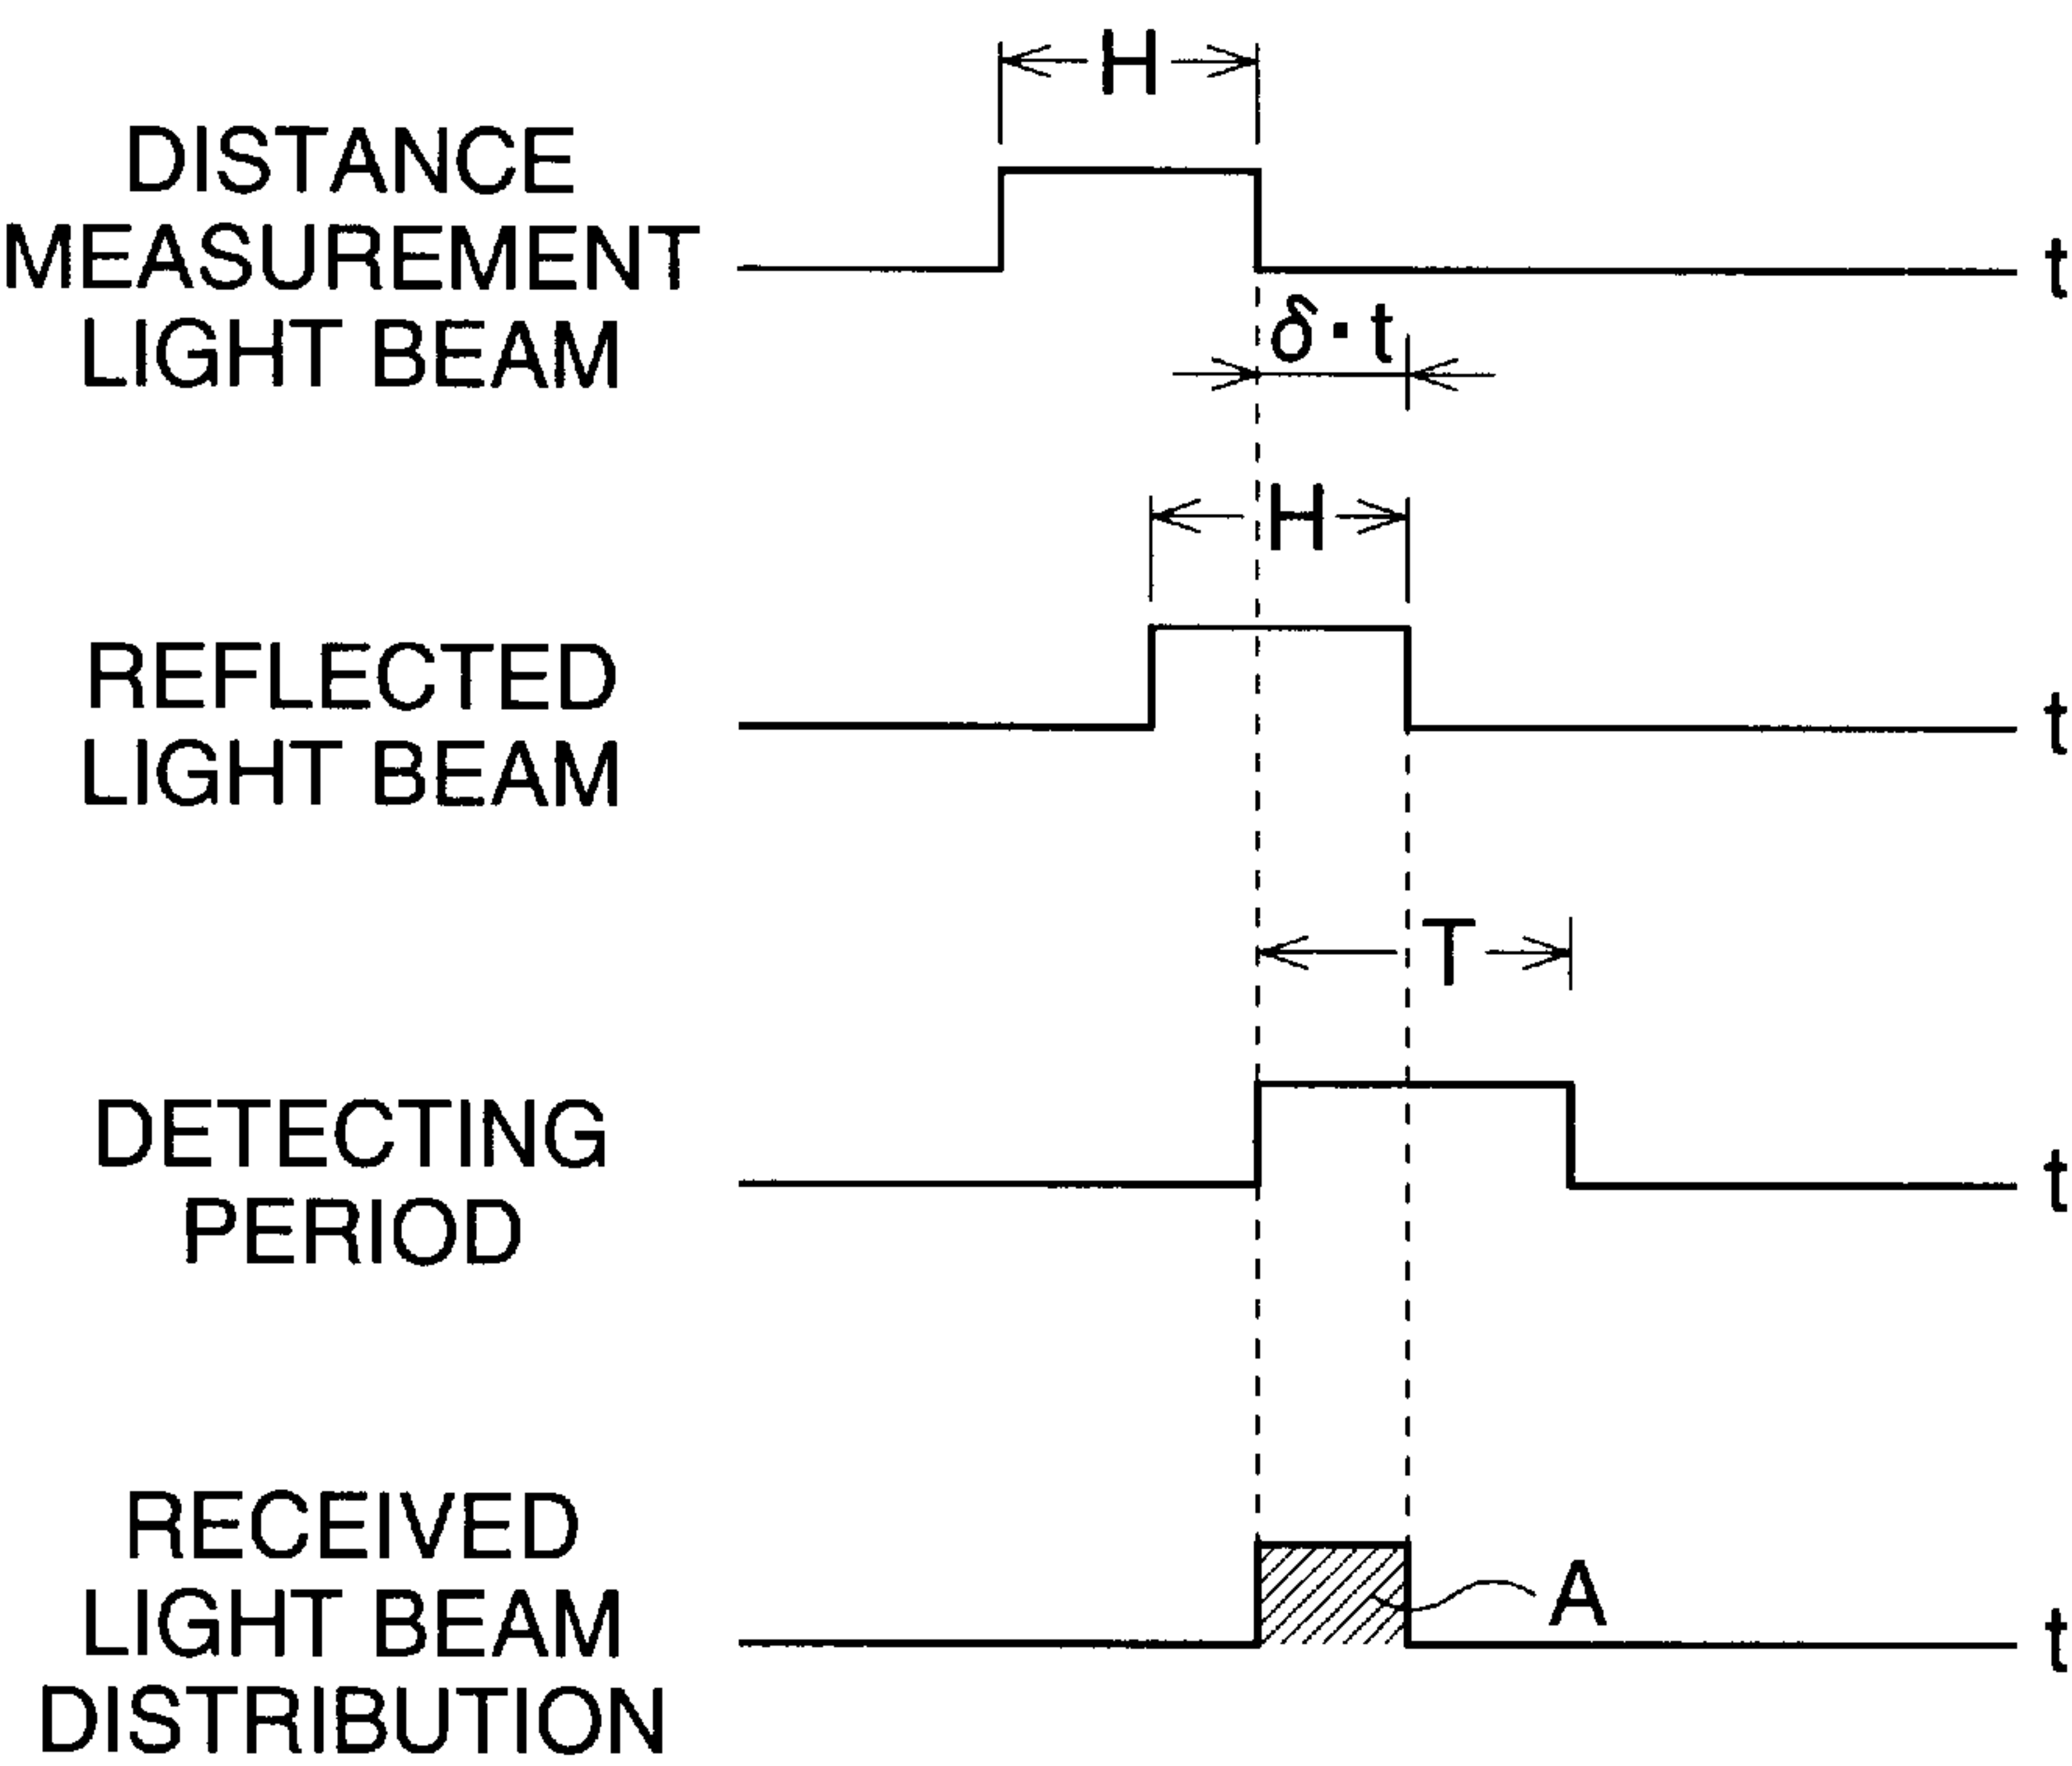 H
DISTANCE
MEASUREMENT
LIGHT BEAM
t
δ·t
H
REFLECTED
LIGHT BEAM
t
T
DETECTING
PERIOD
t
RECEIVED
LIGHT BEAM
DISTRIBUTION
A
t